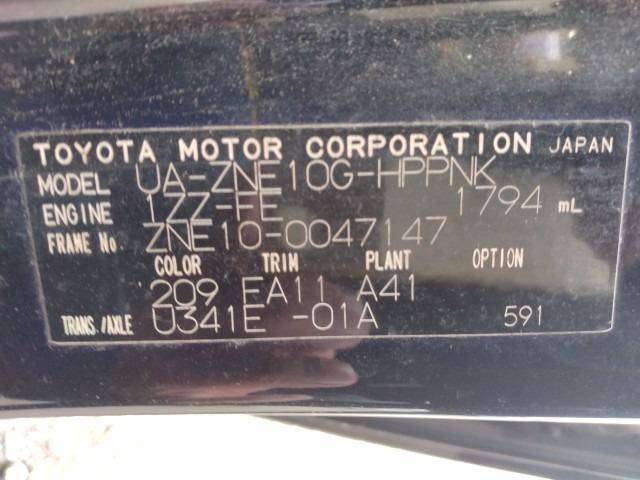 TOYOTA MOTOR CORPORATION JAPAN
MODEL UA-ZNE10G-HPPNK
ENGINE 1ZZ-FE 1794 mL
FRAME No. ZNE10-0047147
COLOR TRIM PLANT OPTION
209 EA11 A41
TRANS./AXLE U341E -01A 591